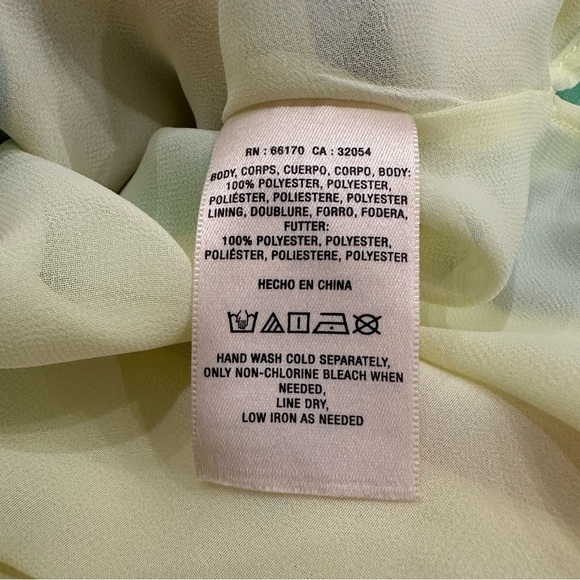 RN : 66170 CA : 32054
BODY, CORPS, CUERPO, CORPO, BODY:
100% POLYESTER, POLYESTER,
POLIÉSTER, POLIESTERE, POLYESTER
LINING, DOUBLURE, FORRO, FODERA,
FUTTER:
100% POLYESTER, POLYESTER,
POLIÉSTER, POLIESTERE, POLYESTER
HECHO EN CHINA
HAND WASH COLD SEPARATELY,
ONLY NON-CHLORINE BLEACH WHEN
NEEDED,
LINE DRY,
LOW IRON AS NEEDED